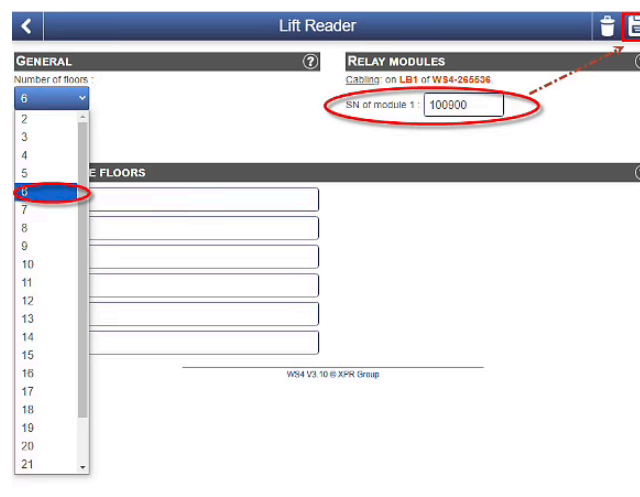 Lift Reader
GENERAL ?
Number of floors :
6
2
3
4
5
6
7
8
9
10
11
12
13
14
15
16
17
18
19
20
21
E FLOORS
RELAY MODULES
Cabling: on LB1 of WS4-265536
SN of module 1 : 100900
WS4 V3.10 © XPR Group